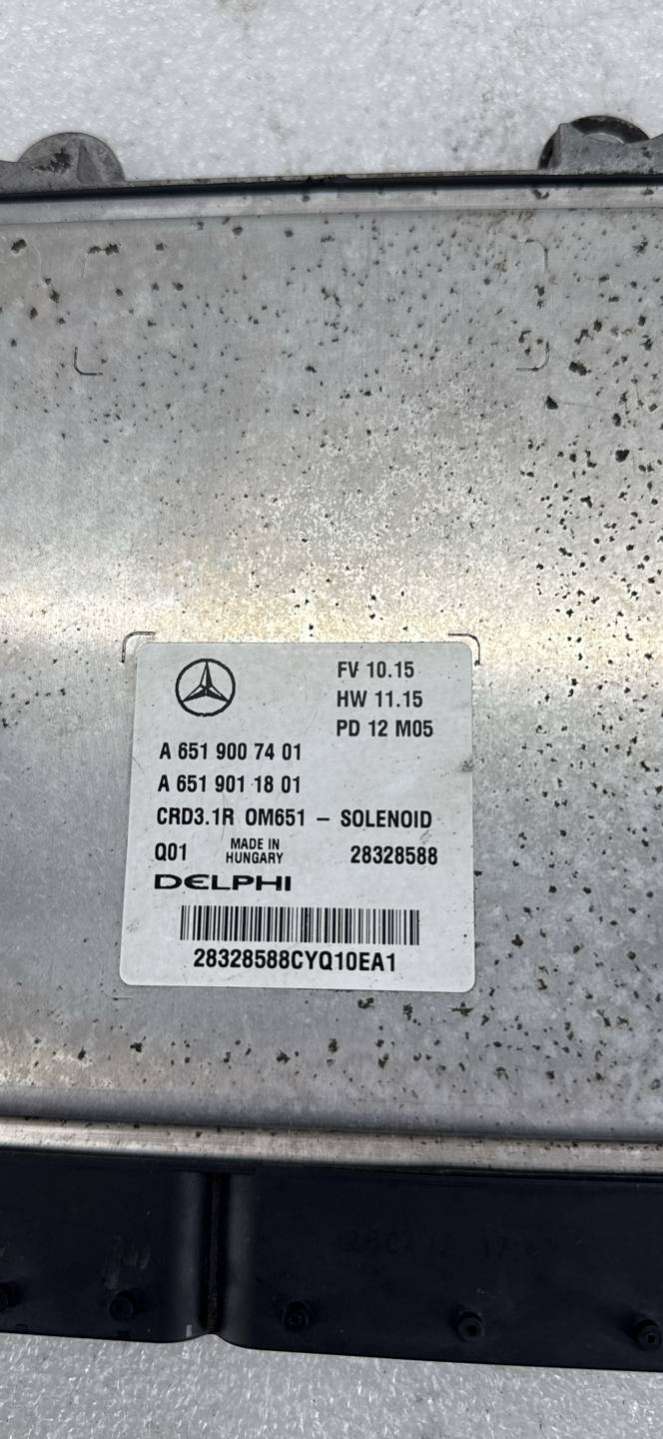 FV 10.15
HW 11.15
PD 12 M05
A 651 900 74 01
A 651 901 18 01
CRD3.1R OM651 – SOLENOID
Q01 MADE IN HUNGARY 28328588
DELPHI
28328588CYQ10EA1